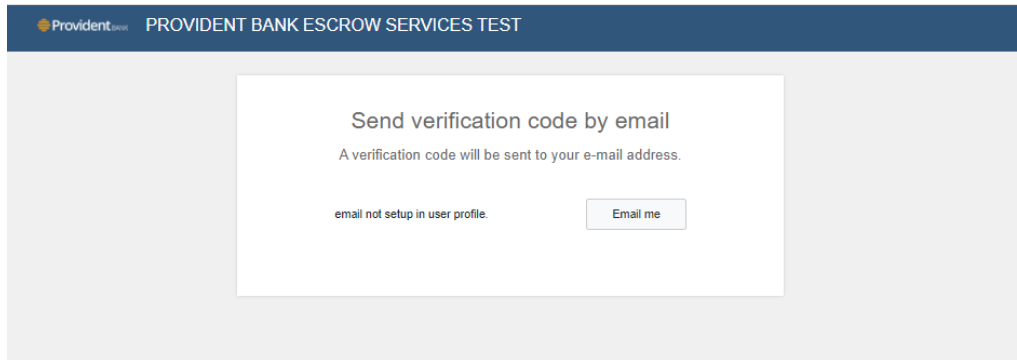 Provident BANK PROVIDENT BANK ESCROW SERVICES TEST
Send verification code by email
A verification code will be sent to your e-mail address.
email not setup in user profile. Email me